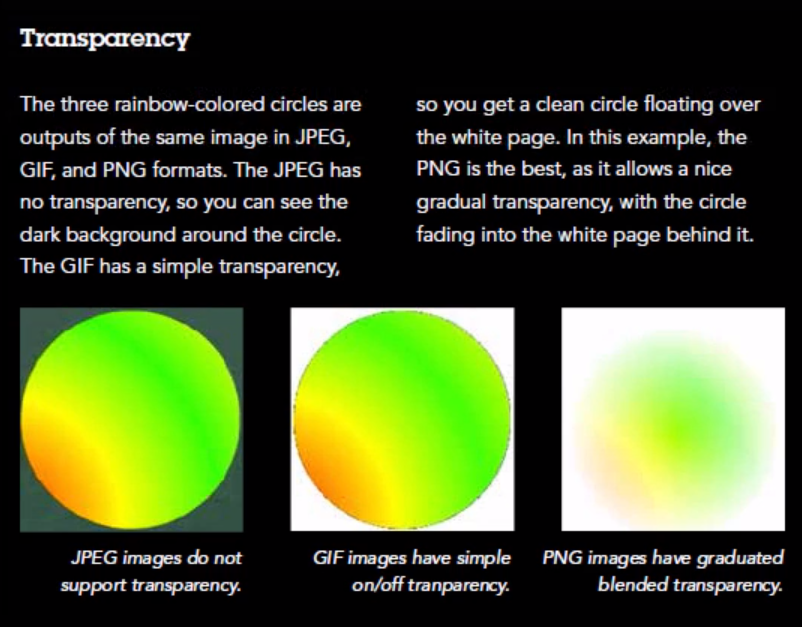 Transparency
The three rainbow-colored circles are
outputs of the same image in JPEG,
GIF, and PNG formats. The JPEG has
no transparency, so you can see the
dark background around the circle.
The GIF has a simple transparency,
so you get a clean circle floating over
the white page. In this example, the
PNG is the best, as it allows a nice
gradual transparency, with the circle
fading into the white page behind it.
JPEG images do not
support transparency.
GIF images have simple
on/off tranparency.
PNG images have graduated
blended transparency.